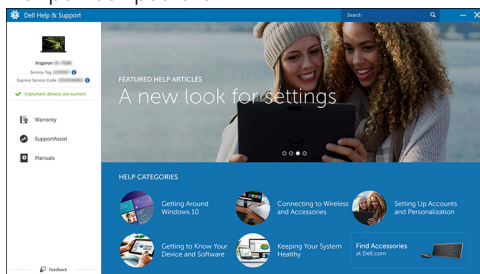 Dell Help & Support
Search
Inspiron
Service Tag
Express Service Code
Important drivers are current
Warranty
SupportAssist
Manuals
Feedback
FEATURED HELP ARTICLES
A new look for settings
HELP CATEGORIES
Getting Around
Windows 10
Connecting to Wireless
and Accessories
Setting Up Accounts
and Personalization
Getting to Know Your
Device and Software
Keeping Your System
Healthy
Find Accessories
at Dell.com